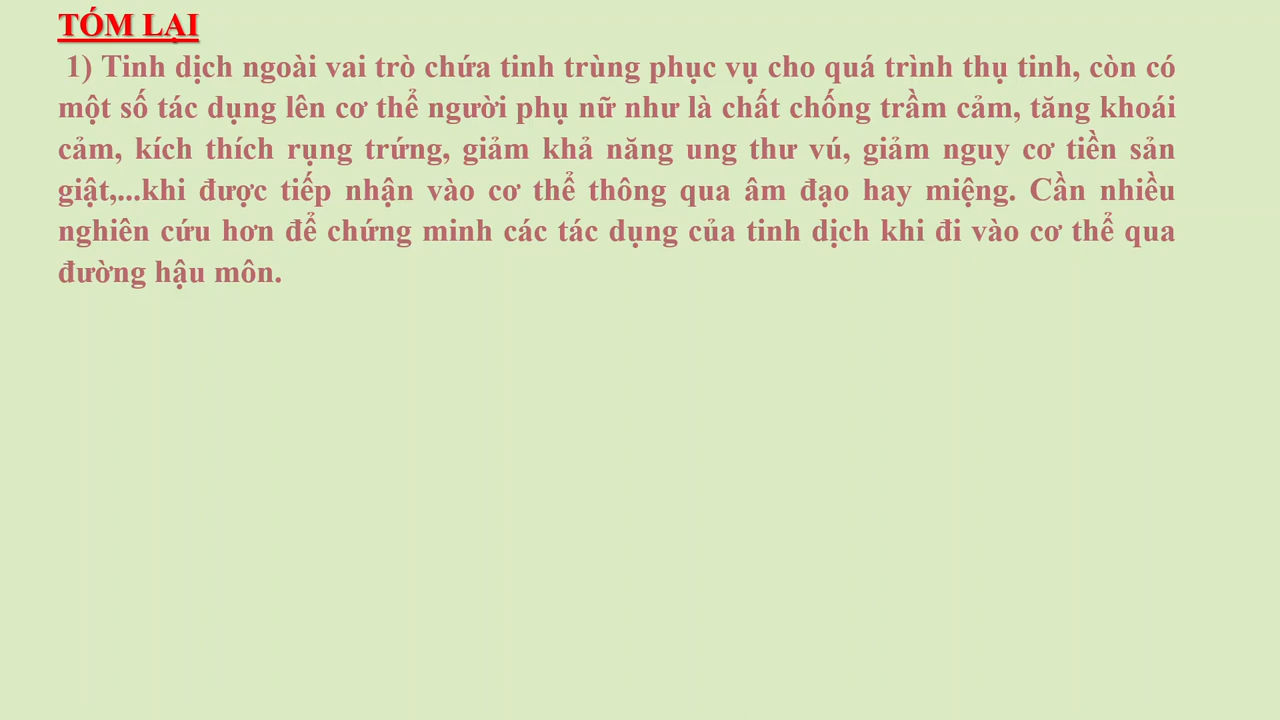 TÓM LẠI
1) Tinh dịch ngoài vai trò chứa tinh trùng phục vụ cho quá trình thụ tinh, còn có
một số tác dụng lên cơ thể người phụ nữ như là chất chống trầm cảm, tăng khoái
cảm, kích thích rụng trứng, giảm khả năng ung thư vú, giảm nguy cơ tiền sản
giật,...khi được tiếp nhận vào cơ thể thông qua âm đạo hay miệng. Cần nhiều
nghiên cứu hơn để chứng minh các tác dụng của tinh dịch khi đi vào cơ thể qua
đường hậu môn.